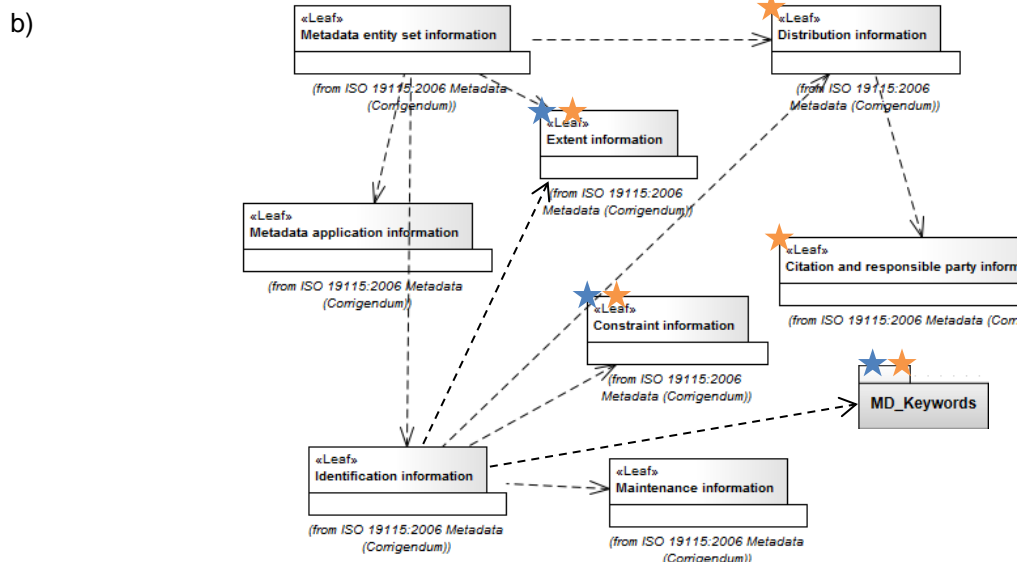 b)
«Leaf»
Metadata entity set information
(from ISO 19115:2006 Metadata
(Corrigendum))
«Leaf»
Distribution information
(from ISO 19115:2006
Metadata (Corrigendum))
«Leaf»
Extent information
(from ISO 19115:2006
Metadata (Corrigendum))
«Leaf»
Metadata application information
(from ISO 19115:2006 Metadata
(Corrigendum))
«Leaf»
Citation and responsible party inform
(from ISO 19115:2006 Metadata (Corr
«Leaf»
Constraint information
(from ISO 19115:2006
Metadata (Corrigendum))
MD_Keywords
«Leaf»
Identification information
(from ISO 19115:2006 Metadata
(Corrigendum))
«Leaf»
Maintenance information
(from ISO 19115:2006 Metadata
(Corrigendum))